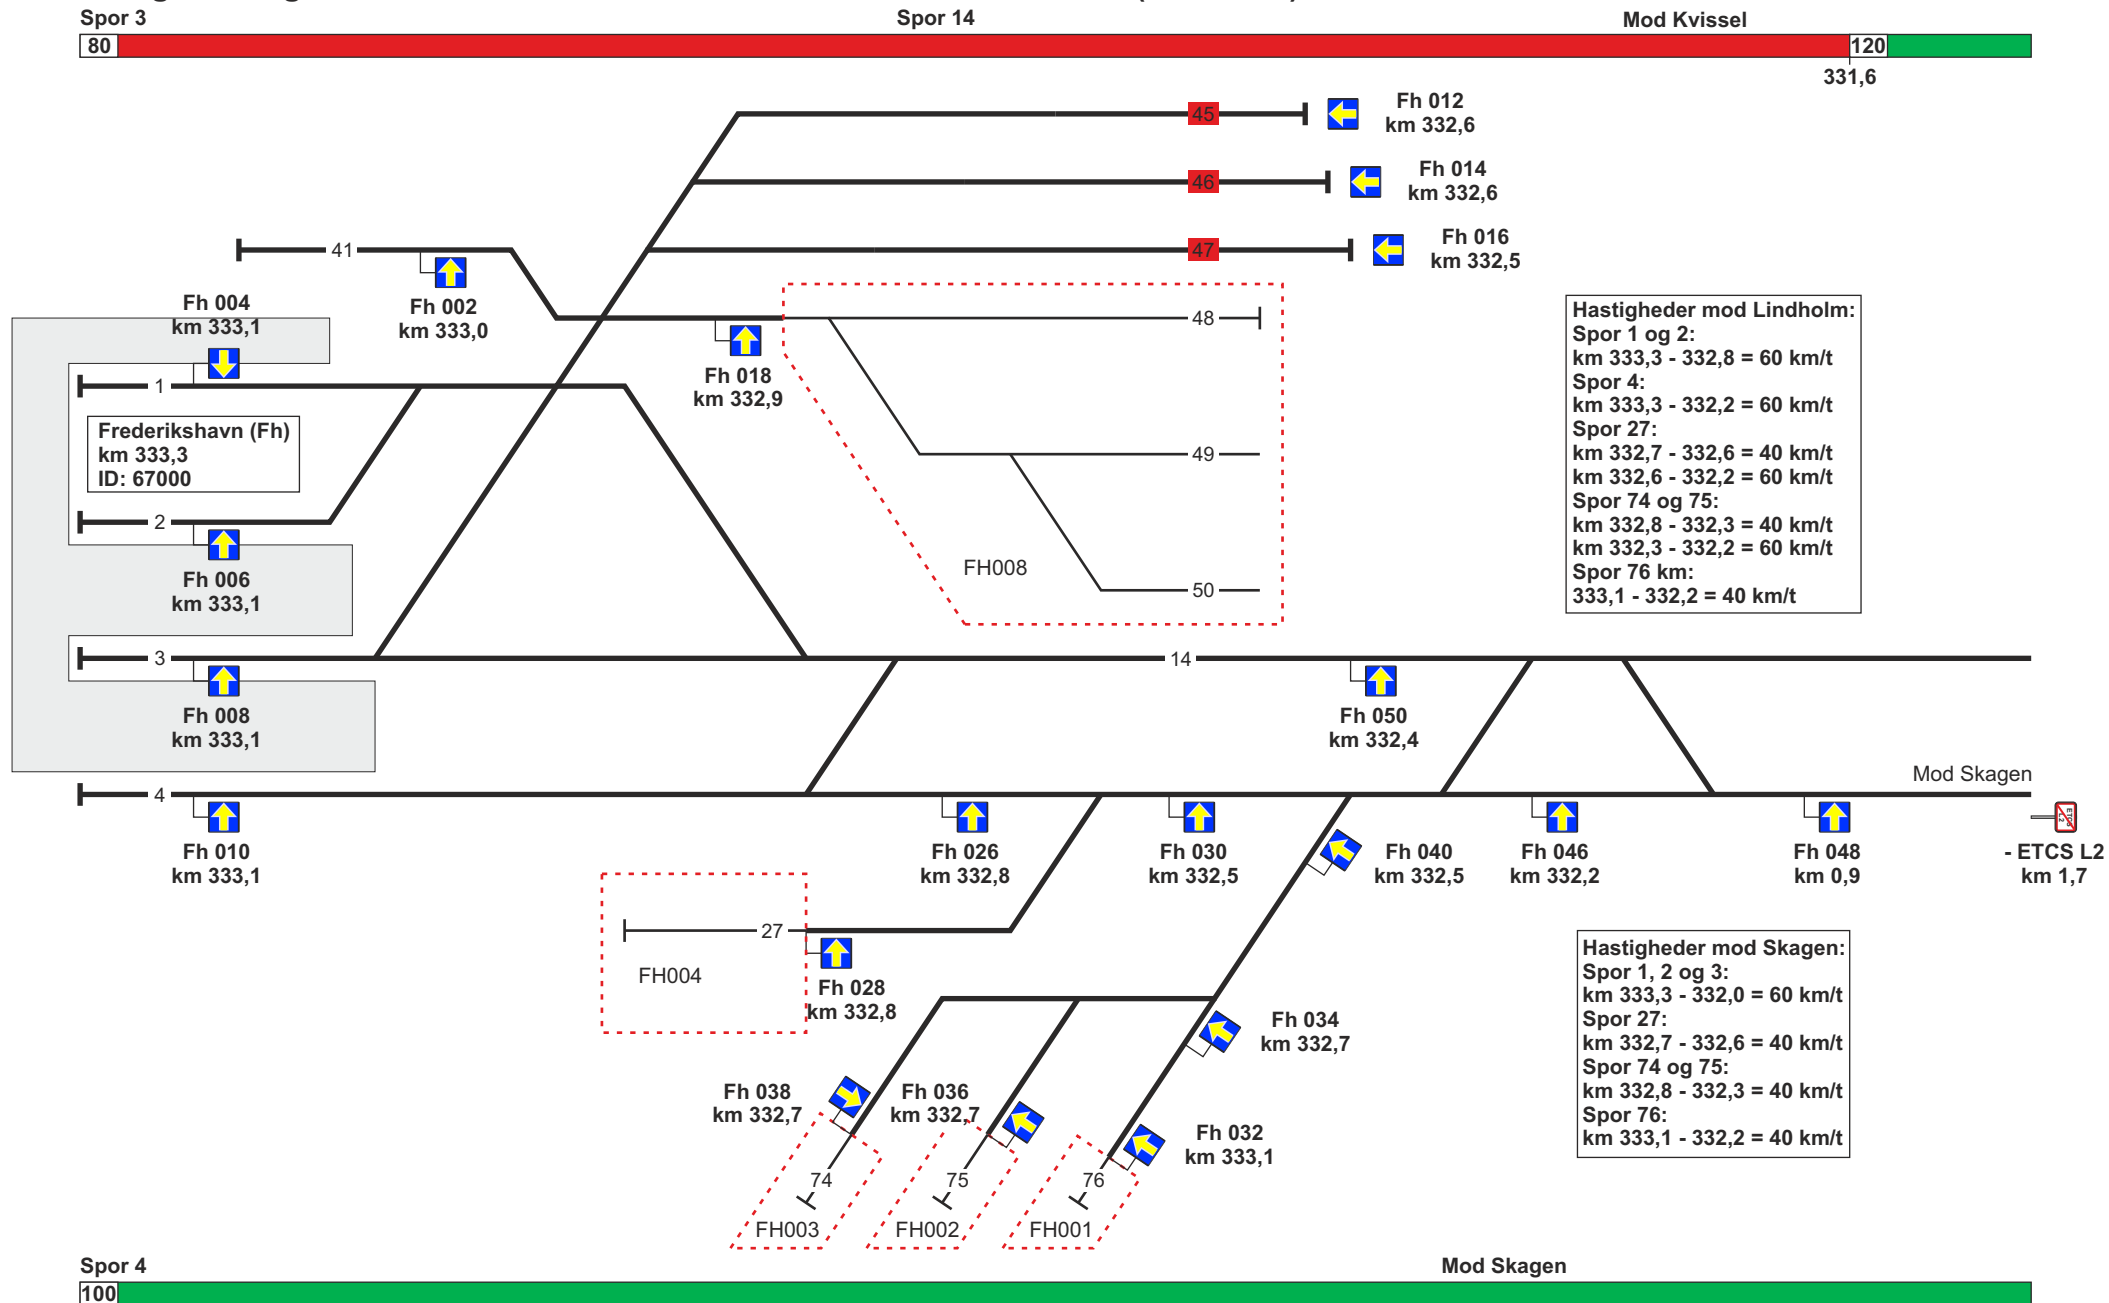 Spor 3
Spor 14
Mod Kvissel
80
120
331,6
45
Fh 012
km 332,6
46
Fh 014
km 332,6
47
Fh 016
km 332,5
41
Fh 002
km 333,0
Fh 004
km 333,1
48
Fh 018
km 332,9
1
Frederikshavn (Fh)
km 333,3
ID: 67000
49
2
Fh 006
km 333,1
FH008
50
Hastigheder mod Lindholm:
Spor 1 og 2:
km 333,3 - 332,8 = 60 km/t
Spor 4:
km 333,3 - 332,2 = 60 km/t
Spor 27:
km 332,7 - 332,6 = 40 km/t
km 332,6 - 332,2 = 60 km/t
Spor 74 og 75:
km 332,8 - 332,3 = 40 km/t
km 332,3 - 332,2 = 60 km/t
Spor 76 km:
333,1 - 332,2 = 40 km/t
3
14
Fh 008
km 333,1
Fh 050
km 332,4
Mod Skagen
4
Fh 010
km 333,1
Fh 026
km 332,8
Fh 030
km 332,5
Fh 040
km 332,5
Fh 046
km 332,2
Fh 048
km 0,9
- ETCS L2
km 1,7
27
FH004
Fh 028
km 332,8
Fh 034
km 332,7
Fh 038
km 332,7
Fh 036
km 332,7
Fh 032
km 333,1
74
75
76
FH003
FH002
FH001
Hastigheder mod Skagen:
Spor 1, 2 og 3:
km 333,3 - 332,0 = 60 km/t
Spor 27:
km 332,7 - 332,6 = 40 km/t
Spor 74 og 75:
km 332,8 - 332,3 = 40 km/t
Spor 76:
km 333,1 - 332,2 = 40 km/t
Spor 4
Mod Skagen
100